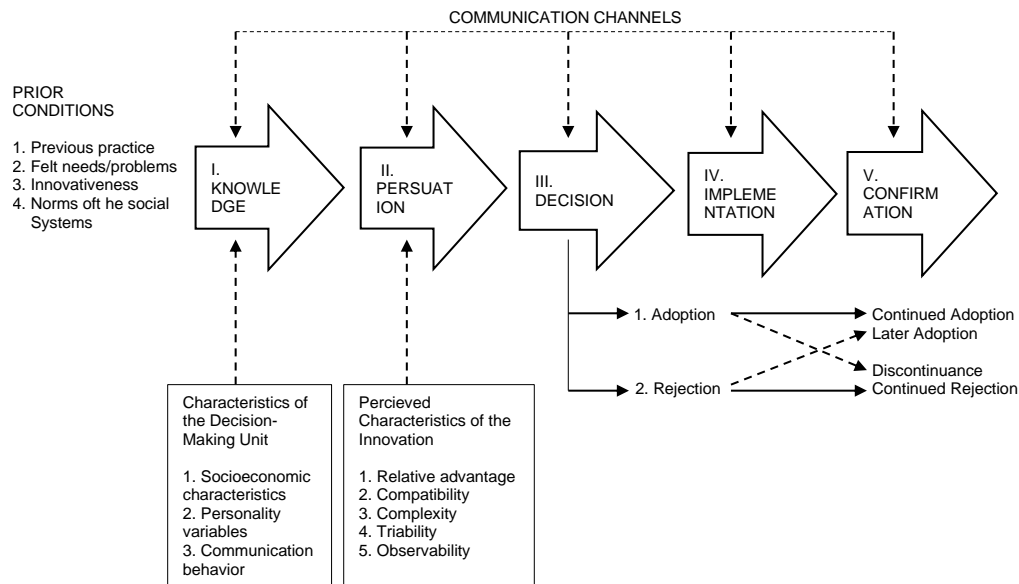 COMMUNICATION CHANNELS
PRIOR
CONDITIONS
1. Previous practice
2. Felt needs/problems
3. Innovativeness
4. Norms oft he social
Systems
I.
KNOWLE
DGE
II.
PERSUAT
ION
III.
DECISION
IV.
IMPLEME
NTATION
V.
CONFIRM
ATION
1. Adoption
2. Rejection
Continued Adoption
Later Adoption
Discontinuance
Continued Rejection
Characteristics of
the Decision-
Making Unit
1. Socioeconomic
characteristics
2. Personality
variables
3. Communication
behavior
Percieved
Characteristics of the
Innovation
1. Relative advantage
2. Compatibility
3. Complexity
4. Triability
5. Observability